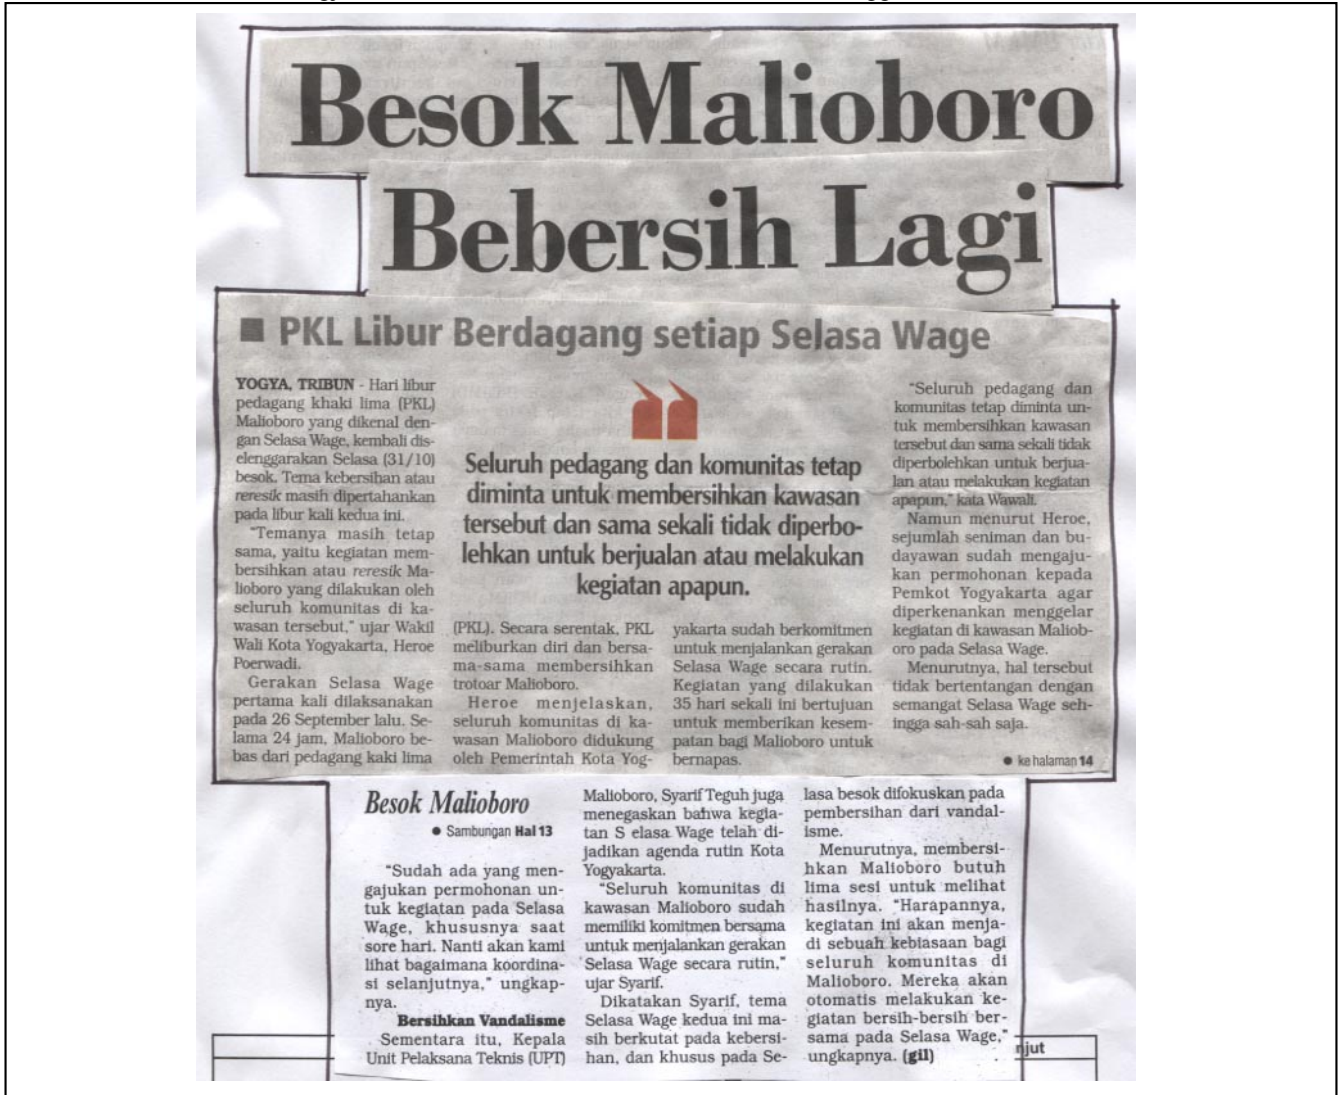 Besok Malioboro
Bebersih Lagi
■ PKL Libur Berdagang setiap Selasa Wage
YOGYA, TRIBUN - Hari libur
pedagang khaki lima (PKL)
Malioboro yang dikenal den-
gan Selasa Wage, kembali dis-
elenggarakan Selasa (31/10)
besok. Tema kebersihan atau
reresik masih dipertahankan
pada libur kali kedua ini.
"Temanya masih tetap
sama, yaitu kegiatan mem-
bersihkan atau reresik Ma-
lioboro yang dilakukan oleh
seluruh komunitas di ka-
wasan tersebut," ujar Wakil
Wali Kota Yogyakarta, Heroe
Poerwadi.
Gerakan Selasa Wage
pertama kali dilaksanakan
pada 26 September lalu. Se-
lama 24 jam, Malioboro be-
bas dari pedagang kaki lima
Seluruh pedagang dan komunitas tetap
diminta untuk membersihkan kawasan
tersebut dan sama sekali tidak diperbo-
lehkan untuk berjualan atau melakukan
kegiatan apapun.
(PKL). Secara serentak, PKL
meliburkan diri dan bersa-
ma-sama membersihkan
trotoar Malioboro.
Heroe menjelaskan,
seluruh komunitas di ka-
wasan Malioboro didukung
oleh Pemerintah Kota Yog-
yakarta sudah berkomitmen
untuk menjalankan gerakan
Selasa Wage secara rutin.
Kegiatan yang dilakukan
35 hari sekali ini bertujuan
untuk memberikan kesem-
patan bagi Malioboro untuk
bernapas.
"Seluruh pedagang dan
komunitas tetap diminta un-
tuk membersihkan kawasan
tersebut dan sama sekali tidak
diperbolehkan untuk berjua-
lan atau melakukan kegiatan
apapun," kata Wawali.
Namun menurut Heroe,
sejumlah seniman dan bu-
dayawan sudah mengaju-
kan permohonan kepada
Pemkot Yogyakarta agar
diperkenankan menggelar
kegiatan di kawasan Maliob-
oro pada Selasa Wage.
Menurutnya, hal tersebut
tidak bertentangan dengan
semangat Selasa Wage seh-
ingga sah-sah saja.
● ke halaman 14
Besok Malioboro
● Sambungan Hal 13
"Sudah ada yang men-
gajukan permohonan un-
tuk kegiatan pada Selasa
Wage, khususnya saat
sore hari. Nanti akan kami
lihat bagaimana koordina-
si selanjutnya," ungkap-
nya.
Bersihkan Vandalisme
Sementara itu, Kepala
Unit Pelaksana Teknis (UPT)
Malioboro, Syarif Teguh juga
menegaskan bahwa kegia-
tan S elasa Wage telah di-
jadikan agenda rutin Kota
Yogyakarta.
"Seluruh komunitas di
kawasan Malioboro sudah
memiliki komitmen bersama
untuk menjalankan gerakan
Selasa Wage secara rutin,"
ujar Syarif.
Dikatakan Syarif, tema
Selasa Wage kedua ini ma-
sih berkutat pada kebersi-
han, dan khusus pada Se-
lasa besok difokuskan pada
pembersihan dari vandal-
isme.
Menurutnya, membersi-
hkan Malioboro butuh
lima sesi untuk melihat
hasilnya. "Harapannya,
kegiatan ini akan menja-
di sebuah kebiasaan bagi
seluruh komunitas di
Malioboro. Mereka akan
otomatis melakukan ke-
giatan bersih-bersih ber-
sama pada Selasa Wage,"
ungkapnya. (gil)
njut